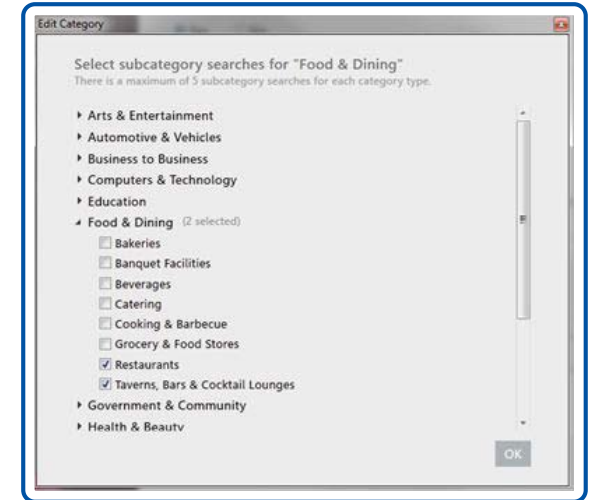 Edit Category
Select subcategory searches for "Food & Dining"
There is a maximum of 5 subcategory searches for each category type.
Arts & Entertainment
Automotive & Vehicles
Business to Business
Computers & Technology
Education
Food & Dining (2 selected)
Bakeries
Banquet Facilities
Beverages
Catering
Cooking & Barbecue
Grocery & Food Stores
Restaurants
Taverns, Bars & Cocktail Lounges
Government & Community
Health & Beauty
OK